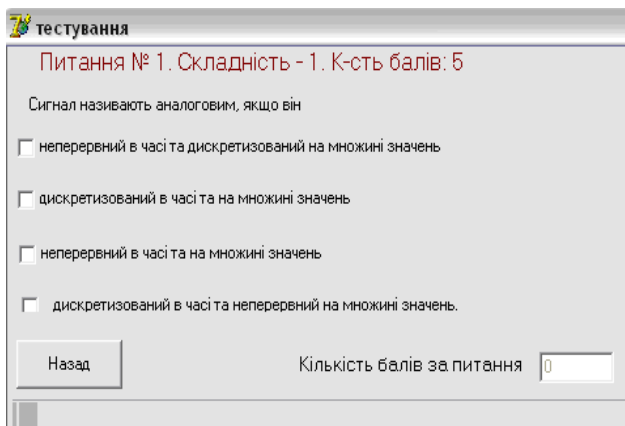 тестування
Питання № 1. Складність - 1. К-сть балів: 5
Сигнал називають аналоговим, якщо він
неперервний в часі та дискретизований на множині значень
дискретизований в часі та на множині значень
неперервний в часі та на множині значень
дискретизований в часі та неперервний на множині значень.
Назад
Кількість балів за питання 0